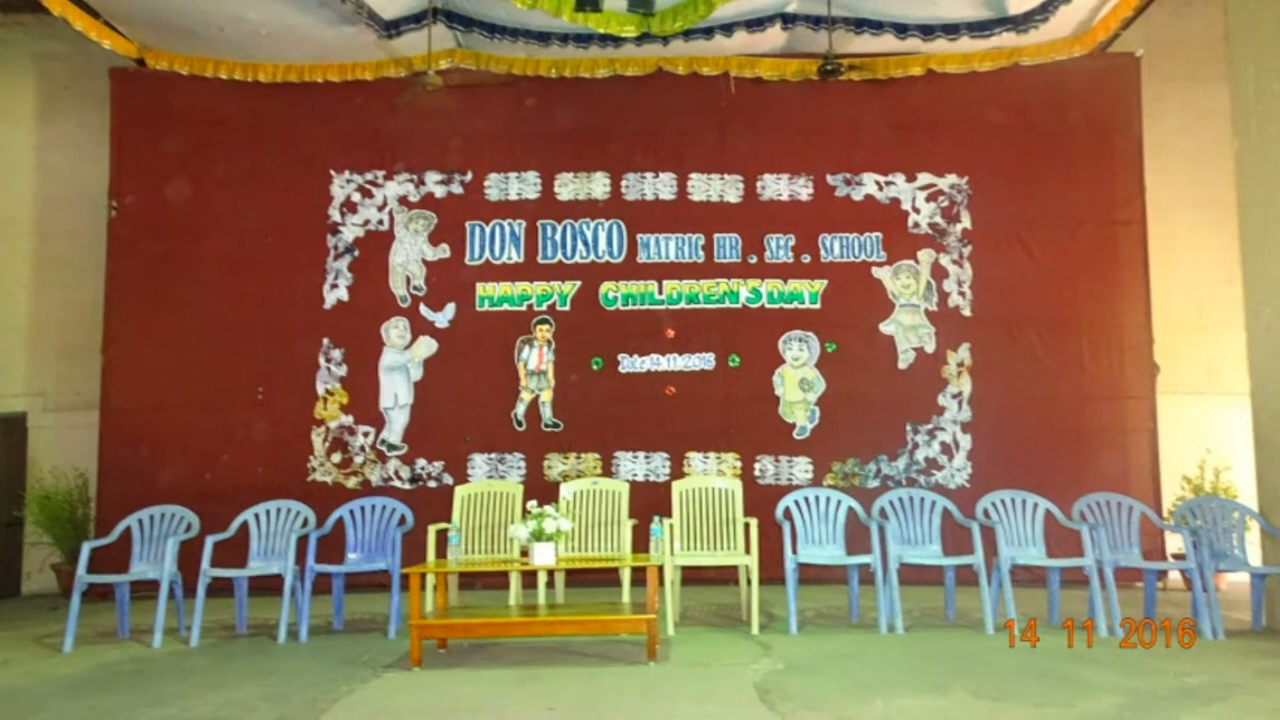 DON BOSCO MATRIC HR . SEC . SCHOOL
HAPPY CHILDREN'S DAY
Date 14.11.2016
14 11 2016